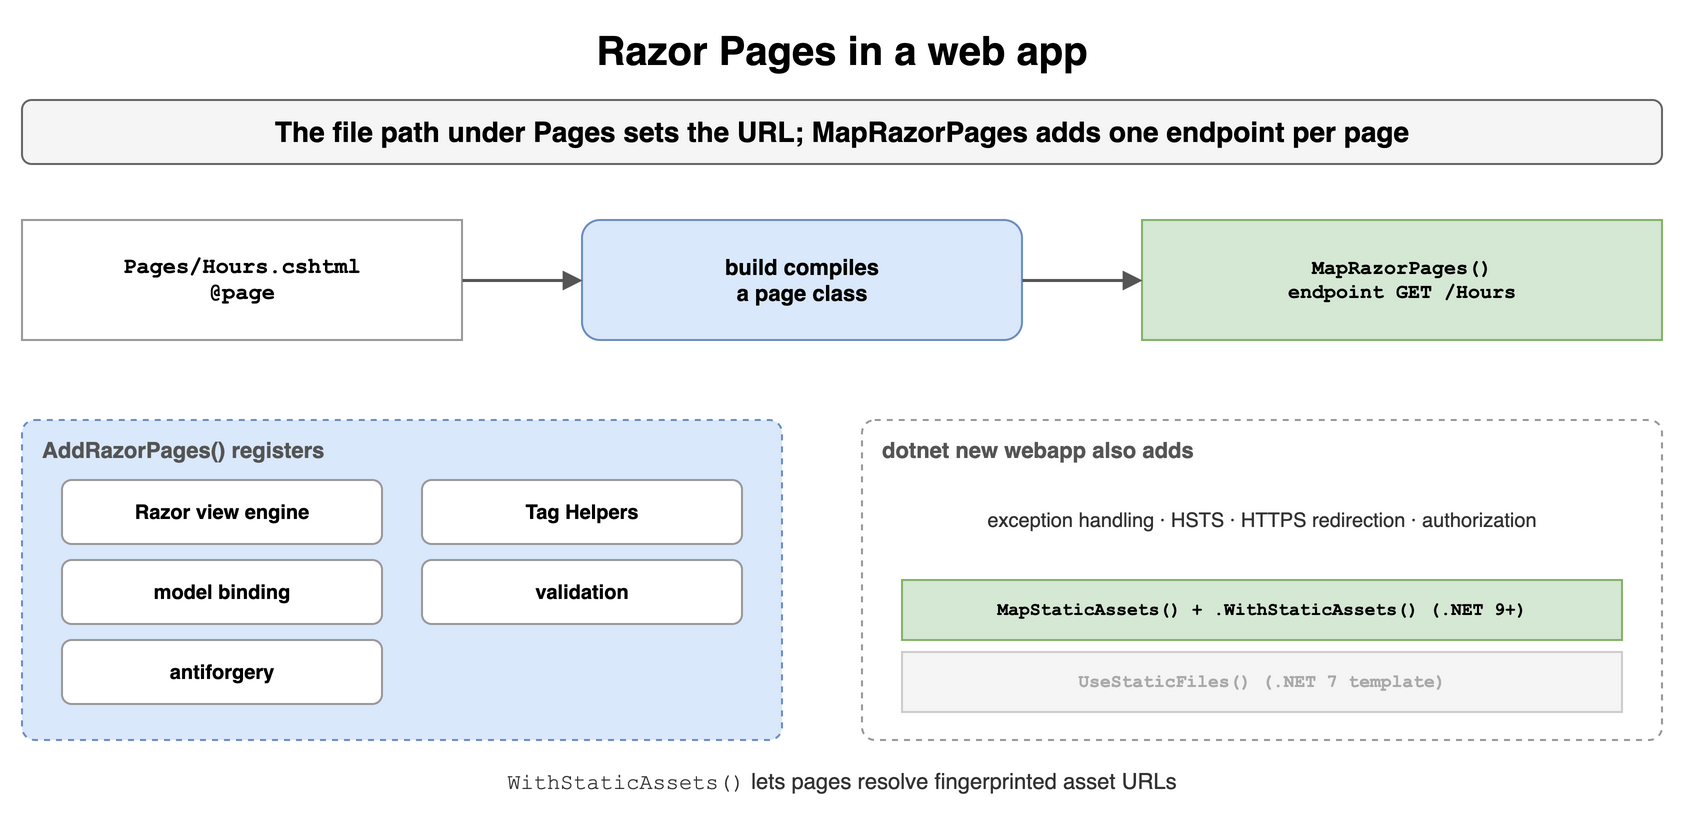 Razor Pages in a web app
The file path under Pages sets the URL; MapRazorPages adds one endpoint per page
Pages/Hours.cshtml
@page
build compiles
a page class
MapRazorPages()
endpoint GET /Hours
AddRazorPages() registers
Razor view engine
Tag Helpers
model binding
validation
antiforgery
dotnet new webapp also adds
exception handling · HSTS · HTTPS redirection · authorization
MapStaticAssets() + .WithStaticAssets() (.NET 9+)
UseStaticFiles() (.NET 7 template)
WithStaticAssets() lets pages resolve fingerprinted asset URLs